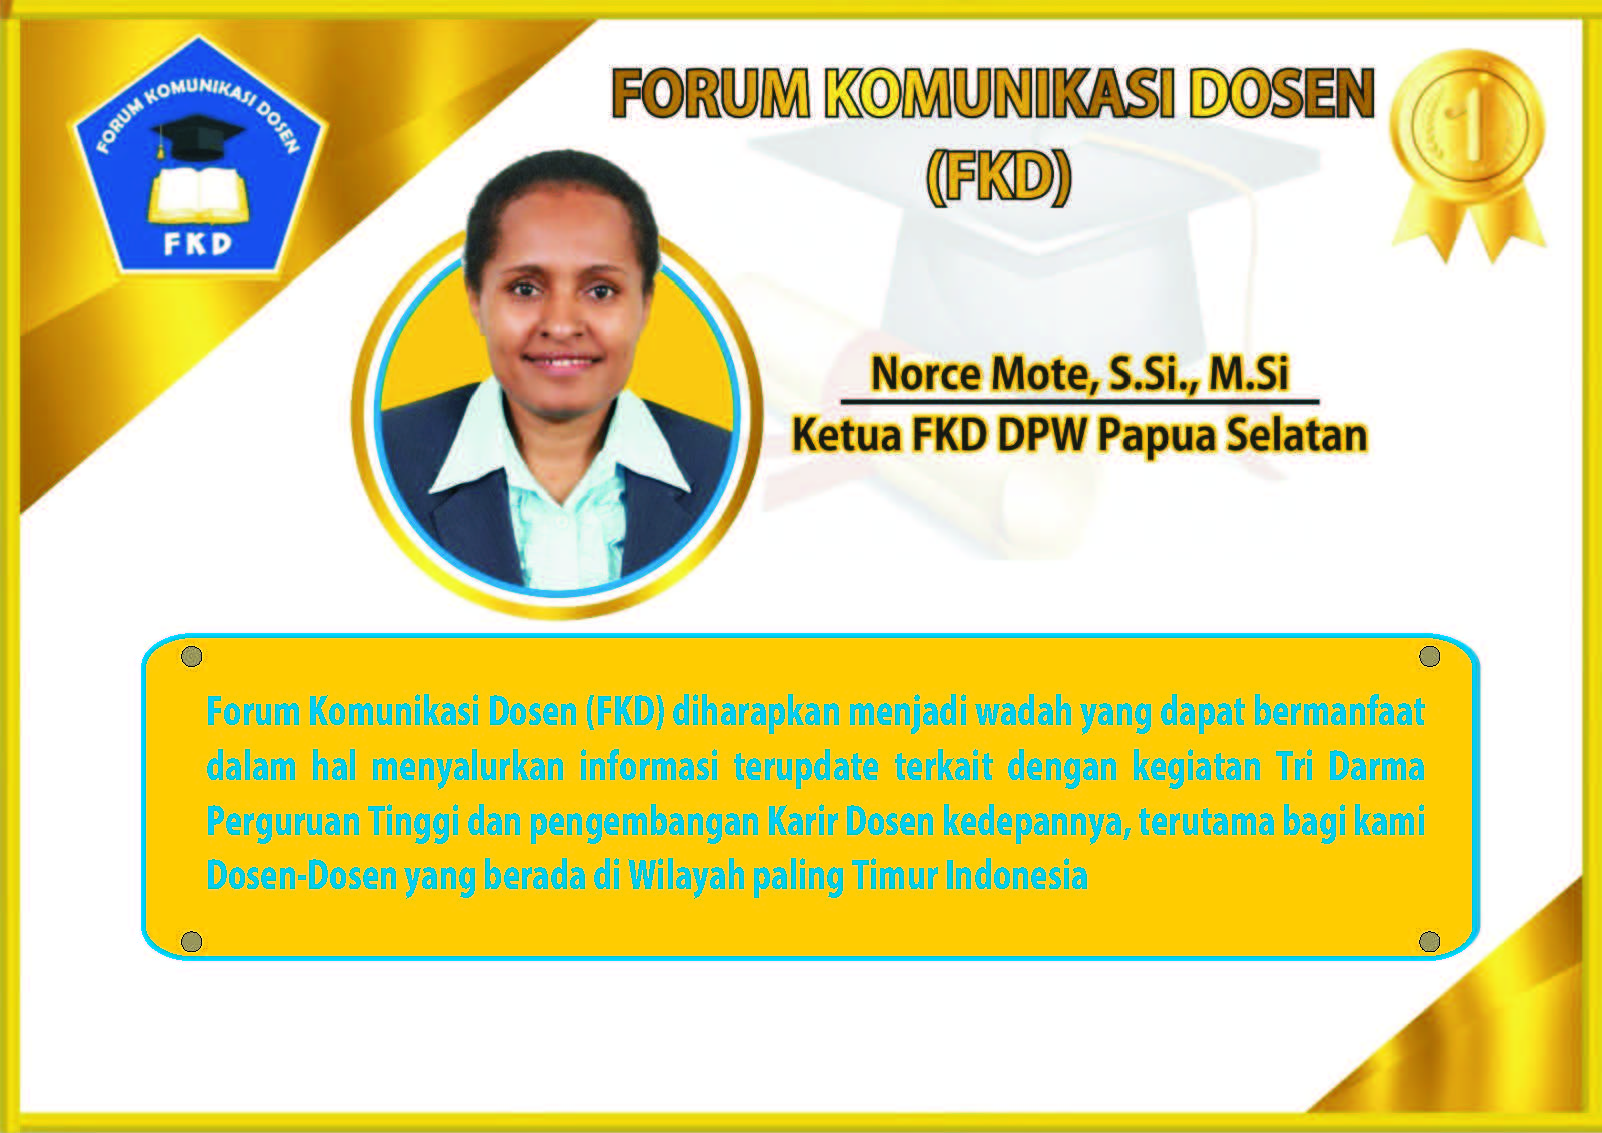 FORUM KOMUNIKASI DOSEN
FKD
FORUM KOMUNIKASI DOSEN
(FKD)
1
Norce Mote, S.Si., M.Si
Ketua FKD DPW Papua Selatan
Forum Komunikasi Dosen (FKD) diharapkan menjadi wadah yang dapat bermanfaat
dalam hal menyalurkan informasi terupdate terkait dengan kegiatan Tri Darma
Perguruan Tinggi dan pengembangan Karir Dosen kedepannya, terutama bagi kami
Dosen-Dosen yang berada di Wilayah paling Timur Indonesia